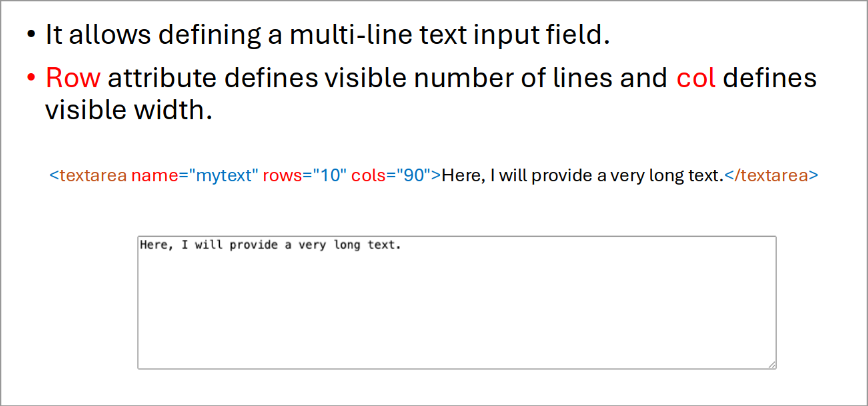 • It allows defining a multi-line text input field.
• Row attribute defines visible number of lines and col defines
visible width.
<textarea name="mytext" rows="10" cols="90">Here, I will provide a very long text.</textarea>
Here, I will provide a very long text.